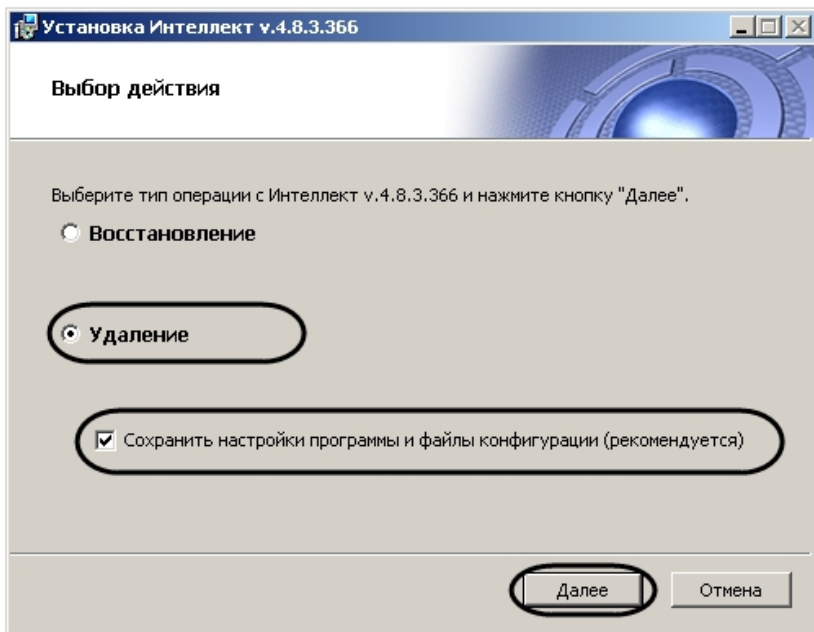 Установка Интеллект v.4.8.3.366
Выбор действия
Выберите тип операции с Интеллект v.4.8.3.366 и нажмите кнопку "Далее".
Восстановление
Удаление
Сохранить настройки программы и файлы конфигурации (рекомендуется)
Далее Отмена